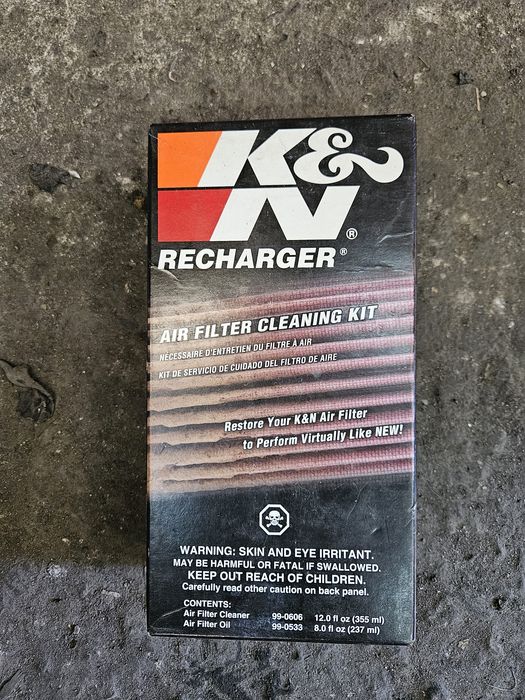 K&N®
RECHARGER®
AIR FILTER CLEANING KIT
NÉCESSAIRE D'ENTRETIEN DU FILTRE À AIR
KIT DE SERVICIO DE CUIDADO DEL FILTRO DE AIRE
Restore Your K&N Air Filter
to Perform Virtually Like NEW!
WARNING: SKIN AND EYE IRRITANT.
MAY BE HARMFUL OR FATAL IF SWALLOWED.
KEEP OUT REACH OF CHILDREN.
Carefully read other caution on back panel.
CONTENTS:
Air Filter Cleaner 99-0606 12.0 fl oz (355 ml)
Air Filter Oil 99-0533 8.0 fl oz (237 ml)